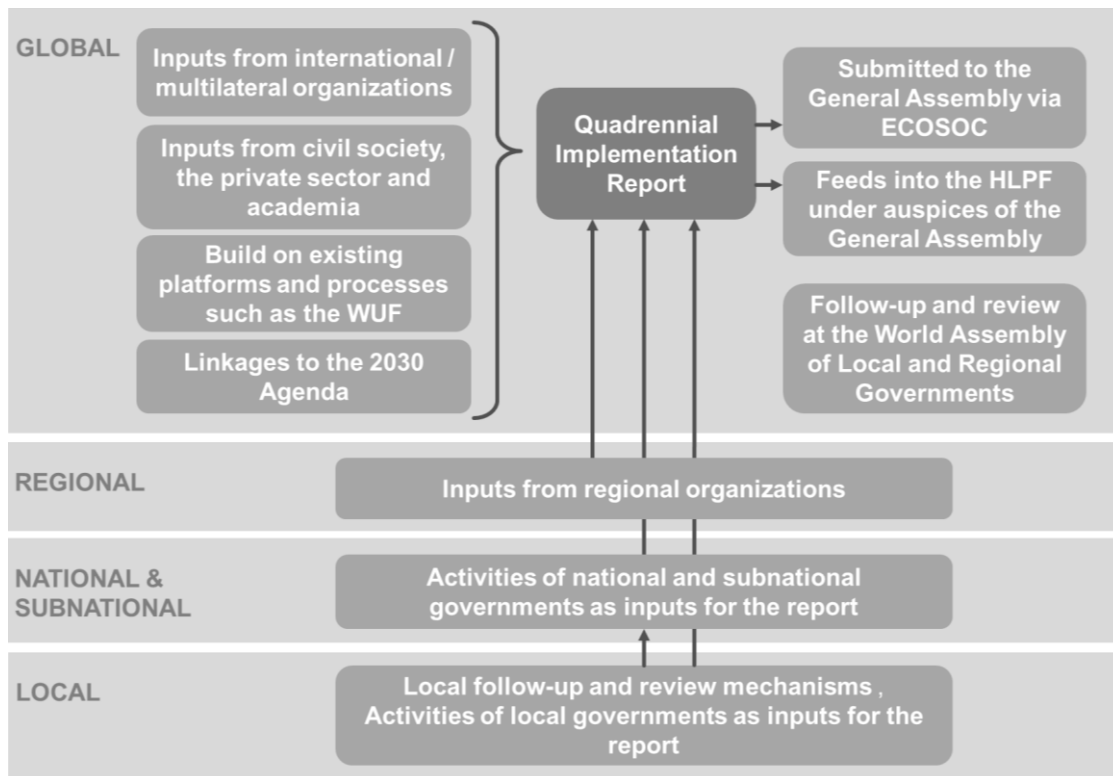 GLOBAL
Inputs from international /
multilateral organizations
Inputs from civil society,
the private sector and
academia
Build on existing
platforms and processes
such as the WUF
Linkages to the 2030
Agenda
Quadrennial
Implementation
Report
Submitted to the
General Assembly via
ECOSOC
Feeds into the HLPF
under auspices of the
General Assembly
Follow-up and review
at the World Assembly
of Local and Regional
Governments
REGIONAL
Inputs from regional organizations
NATIONAL &
SUBNATIONAL
Activities of national and subnational
governments as inputs for the report
LOCAL
Local follow-up and review mechanisms ,
Activities of local governments as inputs for the
report